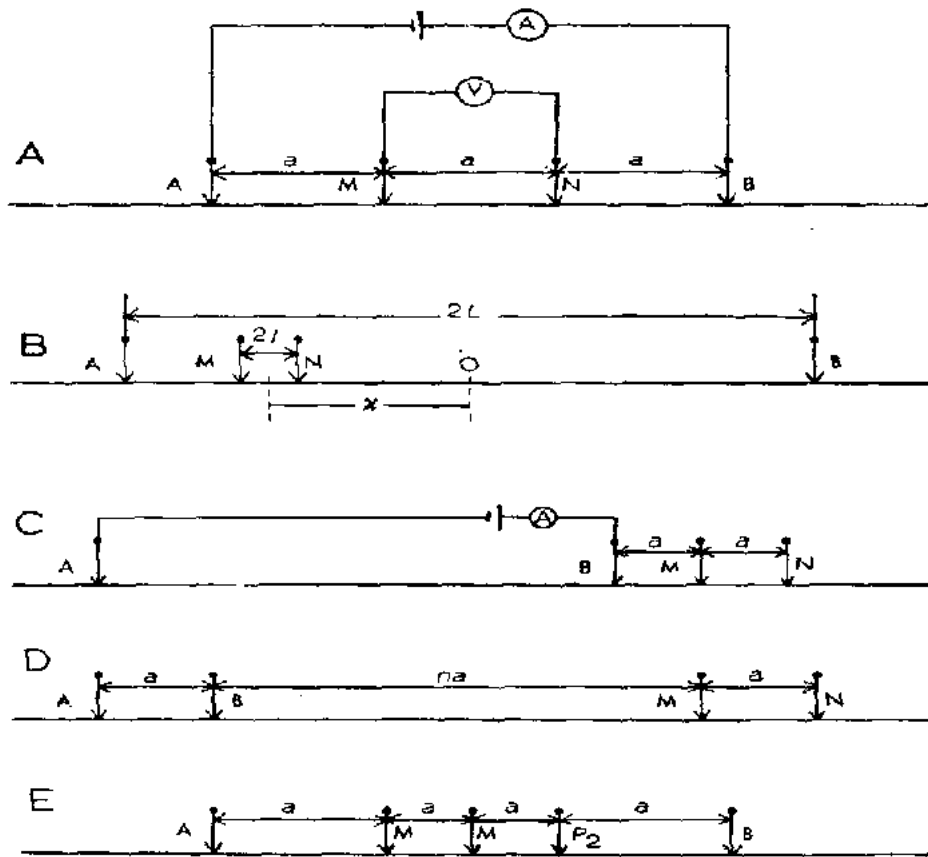 A
V
A
a a a
A M N B
2L
B
2l
A M N O B
x
C
A
a a
A B M N
D
a na a
A B M N
E
a a a a
A M M P2 B